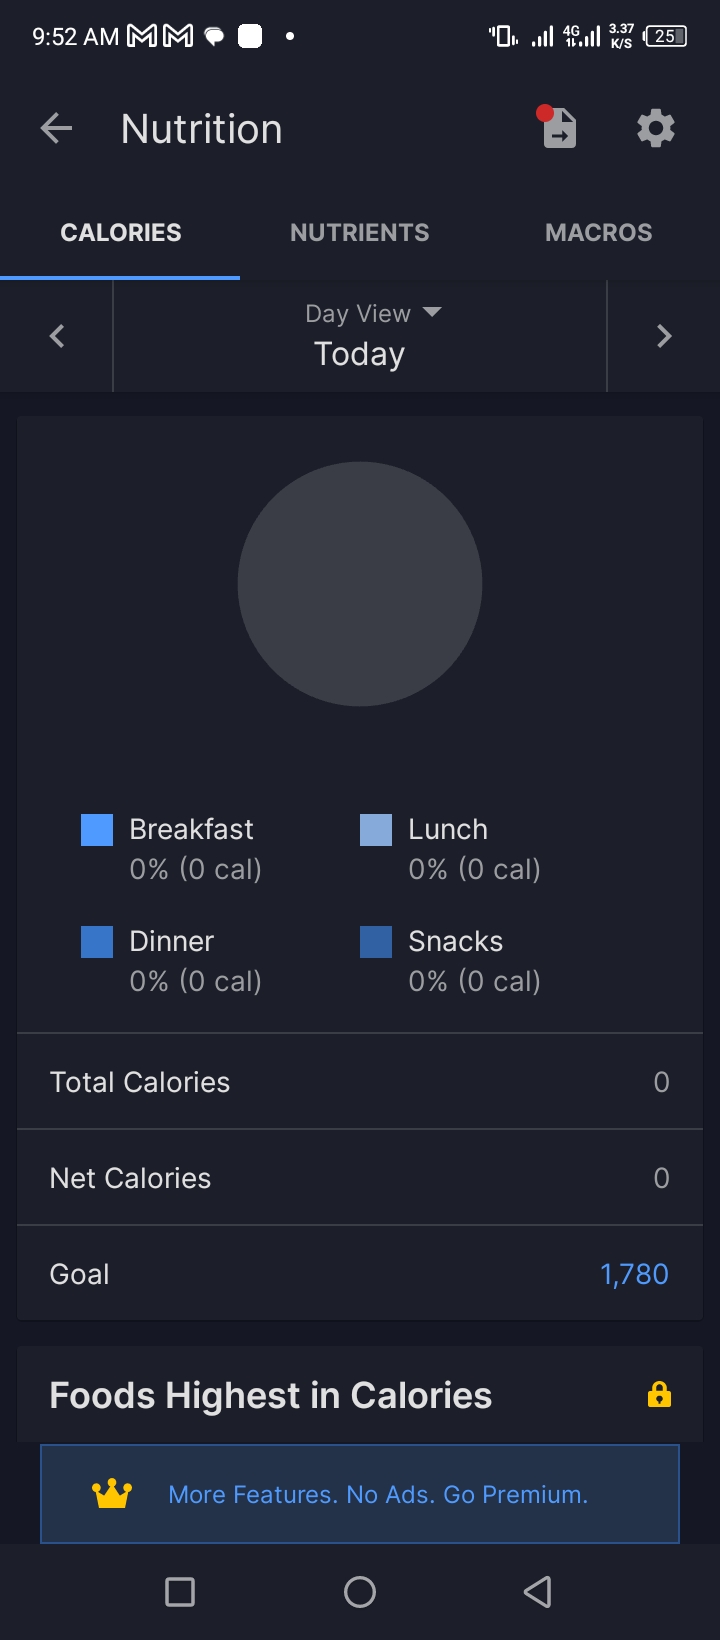 9:52 AM
4G
3.37
K/S
25
Nutrition
CALORIES
NUTRIENTS
MACROS
Day View
Today
Breakfast
0% (0 cal)
Lunch
0% (0 cal)
Dinner
0% (0 cal)
Snacks
0% (0 cal)
Total Calories
0
Net Calories
0
Goal
1,780
Foods Highest in Calories
More Features. No Ads. Go Premium.